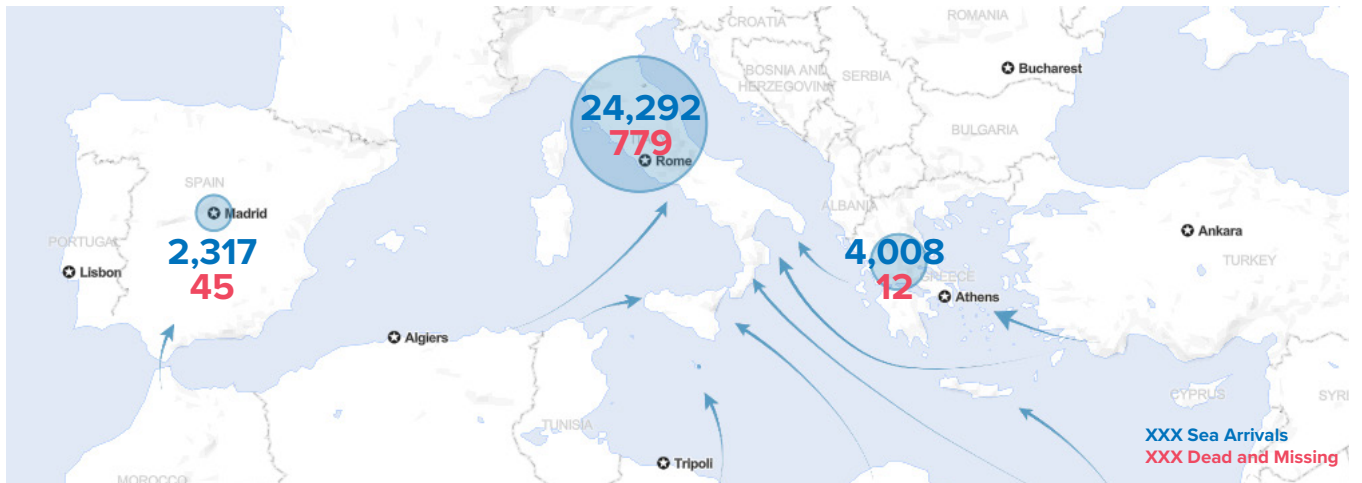 CROATIA
ROMANIA
Bucharest
BOSNIA AND
HERZEGOVINA
SERBIA
24,292
779
Rome
BULGARIA
SPAIN
Madrid
ALBANIA
PORTUGAL
2,317
45
Lisbon
4,008
12
GREECE
Athens
Ankara
TURKEY
Algiers
CYPRUS
SYRI
TUNISIA
XXX Sea Arrivals
XXX Dead and Missing
Tripoli
MOROCCO